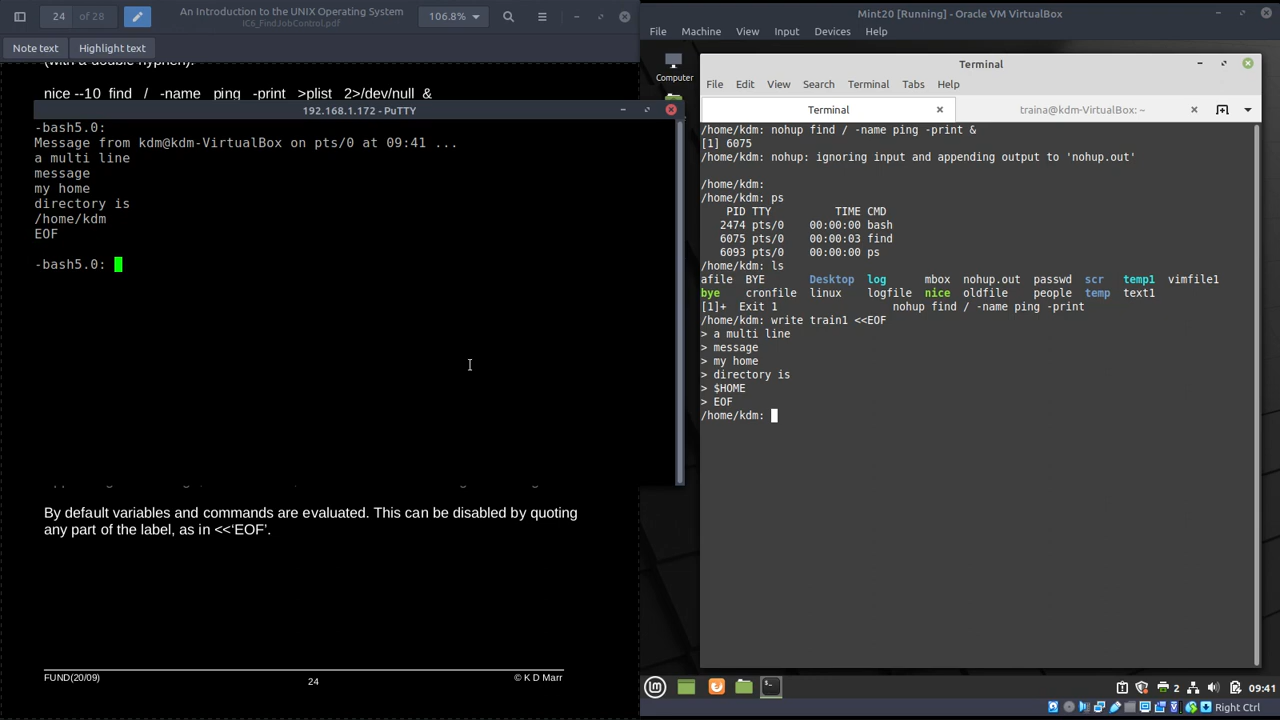 24 of 28
An Introduction to the UNIX Operating System
IC6_FindJobControl.pdf
106.8%
Note text
Highlight text
(with a double hyphen).
nice --10 find / -name ping -print >plist 2>/dev/null &
192.168.1.172 - PuTTY
-bash5.0:
Message from kdm@kdm-VirtualBox on pts/0 at 09:41 ...
a multi line
message
my home
directory is
/home/kdm
EOF
-bash5.0:
By default variables and commands are evaluated. This can be disabled by quoting
any part of the label, as in <<‘EOF’.
FUND(20/09)
24
© K D Marr
Mint20 [Running] - Oracle VM VirtualBox
File Machine View Input Devices Help
Computer
Terminal
File Edit View Search Terminal Tabs Help
Terminal
traina@kdm-VirtualBox: ~
/home/kdm: nohup find / -name ping -print &
[1] 6075
/home/kdm: nohup: ignoring input and appending output to 'nohup.out'
/home/kdm:
/home/kdm: ps
PID TTY TIME CMD
2474 pts/0 00:00:00 bash
6075 pts/0 00:00:03 find
6093 pts/0 00:00:00 ps
/home/kdm: ls
afile BYE Desktop log mbox nohup.out passwd scr temp1 vimfile1
bye cronfile linux logfile nice oldfile people temp text1
[1]+ Exit 1 nohup find / -name ping -print
/home/kdm: write train1 <<EOF
> a multi line
> message
> my home
> directory is
> $HOME
> EOF
/home/kdm:
2
09:41
Right Ctrl